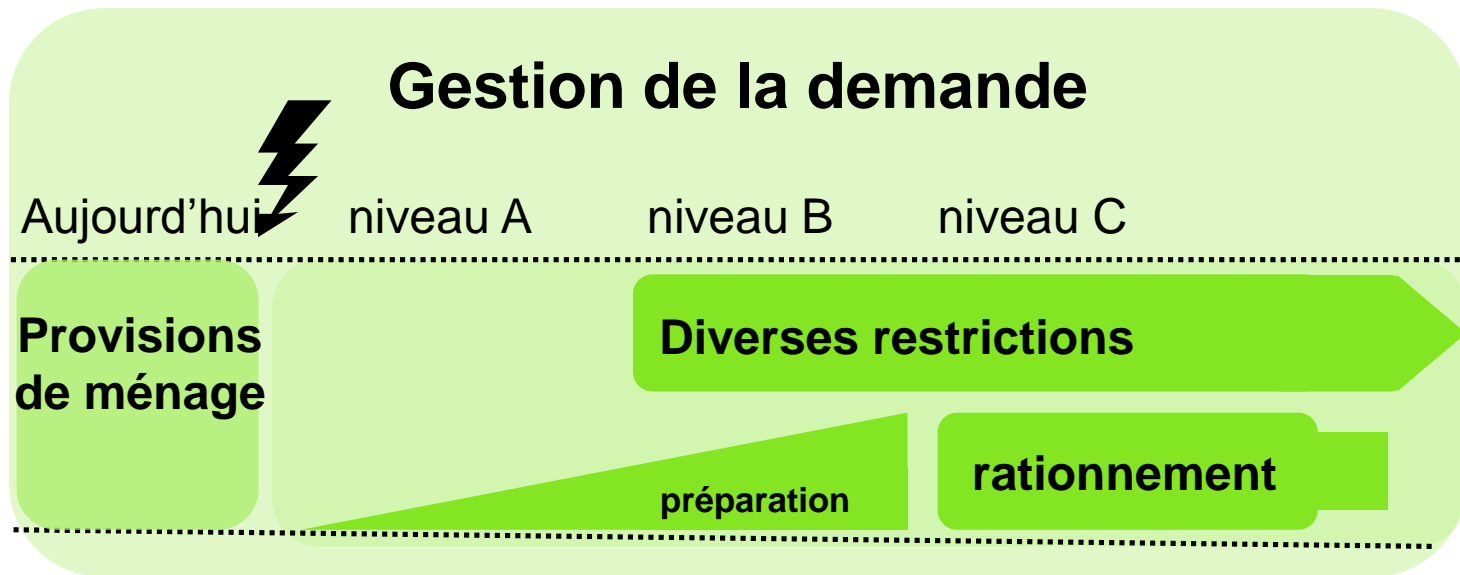 Gestion de la demande
Aujourd'hui niveau A niveau B niveau C
Provisions
de ménage
Diverses restrictions
préparation
rationnement